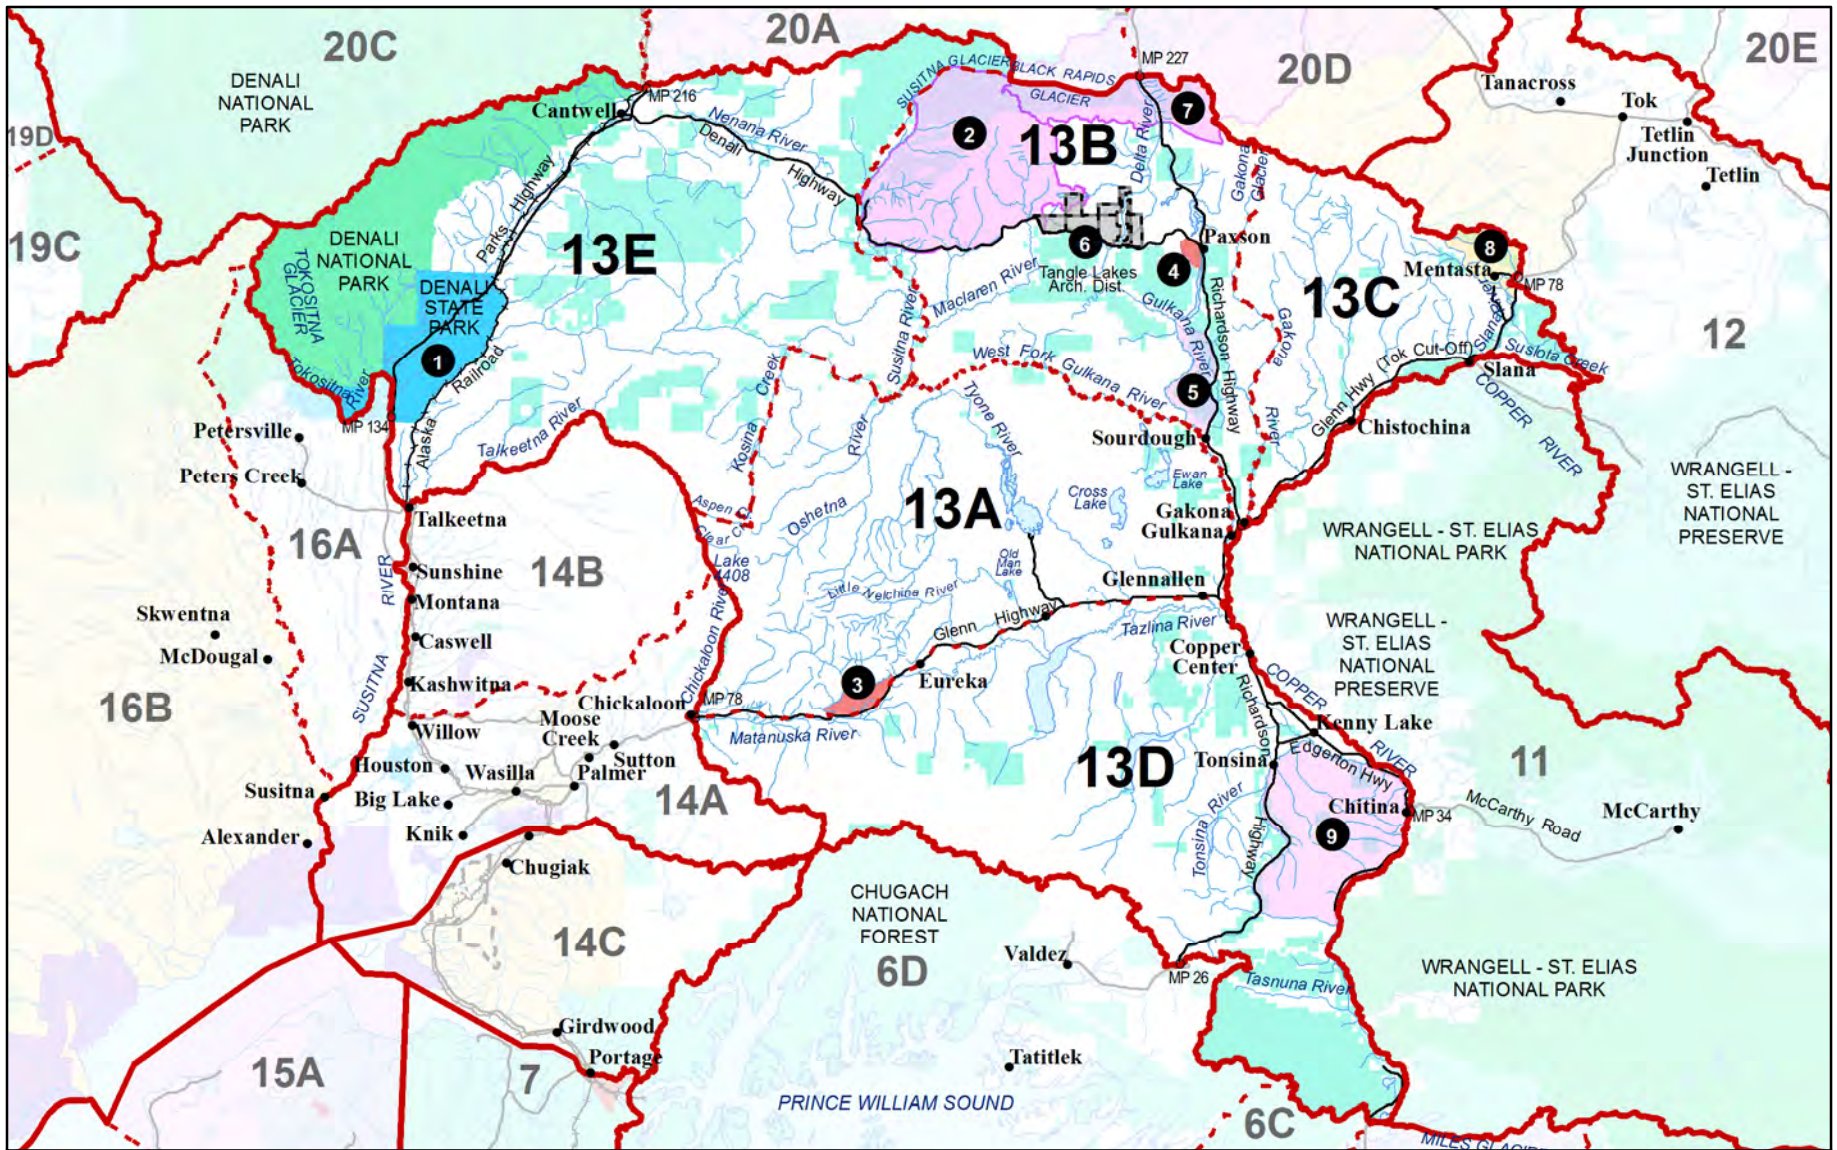 20C
20A
20D
20E
DENALI
NATIONAL
PARK
19D
19C
MP 216
Cantwell
Nenana River
Denali
Highway
Parks Highway
SUSITNA GLACIER
BLACK RAPIDS
GLACIER
MP 227
2
7
13B
Delta River
Gakona
Glacier
Tanacross
Tok
Tetlin
Junction
Tetlin
DENALI
NATIONAL
PARK
TOKOSITNA
GLACIER
Tokositna
River
DENALI
STATE
PARK
1
13E
MP 134
Alaska
Railroad
Talkeetna River
6
Tangle Lakes
Arch. Dist.
4
Paxson
Maclaren River
Susitna River
Gulkana River
West Fork Gulkana River
5
Richardson Highway
Gakona
River
13C
8
Mentasta
MP 78
Slana River
Suslota Creek
Slana
Glenn Hwy (Tok Cut-Off)
Chistochina
COPPER RIVER
12
Petersville
Peters Creek
16A
Talkeetna
Sunshine
Montana
Caswell
Kashwitna
Willow
SUSITNA
RIVER
14B
Kosina
Creek
Aspen Cr.
Clear Cr.
Lake
4408
Chickaloon River
Oshetna
River
Tyone River
13A
Cross
Lake
Ewan
Lake
Old
Man
Lake
Little Nelchina River
Sourdough
Gakona
Gulkana
Glennallen
Glenn Highway
Tazlina River
Copper
Center
WRANGELL - ST. ELIAS
NATIONAL PARK
WRANGELL -
ST. ELIAS
NATIONAL
PRESERVE
WRANGELL -
ST. ELIAS
NATIONAL
PRESERVE
Skwentna
McDougal
16B
Chickaloon
MP 78
3
Eureka
Matanuska River
Moose
Creek
Sutton
Palmer
Houston
Wasilla
Big Lake
Knik
Susitna
Alexander
Chugiak
14A
13D
COPPER
RIVER
Kenny Lake
Richardson
Highway
Edgerton Hwy
Tonsina
Tonsina River
Chitina
MP 34
9
11
McCarthy Road
McCarthy
14C
CHUGACH
NATIONAL
FOREST
6D
Valdez
MP 26
Tasnuna River
WRANGELL - ST. ELIAS
NATIONAL PARK
Girdwood
Portage
15A
7
Tatitlek
PRINCE WILLIAM SOUND
6C
MILES GLACIER